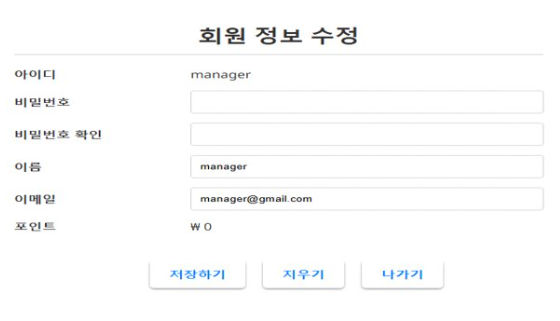 회원 정보 수정
아이디 manager
비밀번호
비밀번호 확인
이름 manager
이메일 manager@gmail.com
포인트 ₩ 0
저장하기 지우기 나가기